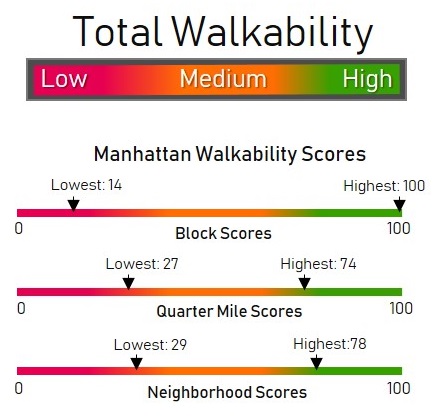 Total Walkability
Low Medium High
Manhattan Walkability Scores
Lowest: 14 Highest: 100
0 100
Block Scores
Lowest: 27 Highest: 74
0 100
Quarter Mile Scores
Lowest: 29 Highest:78
0 100
Neighborhood Scores